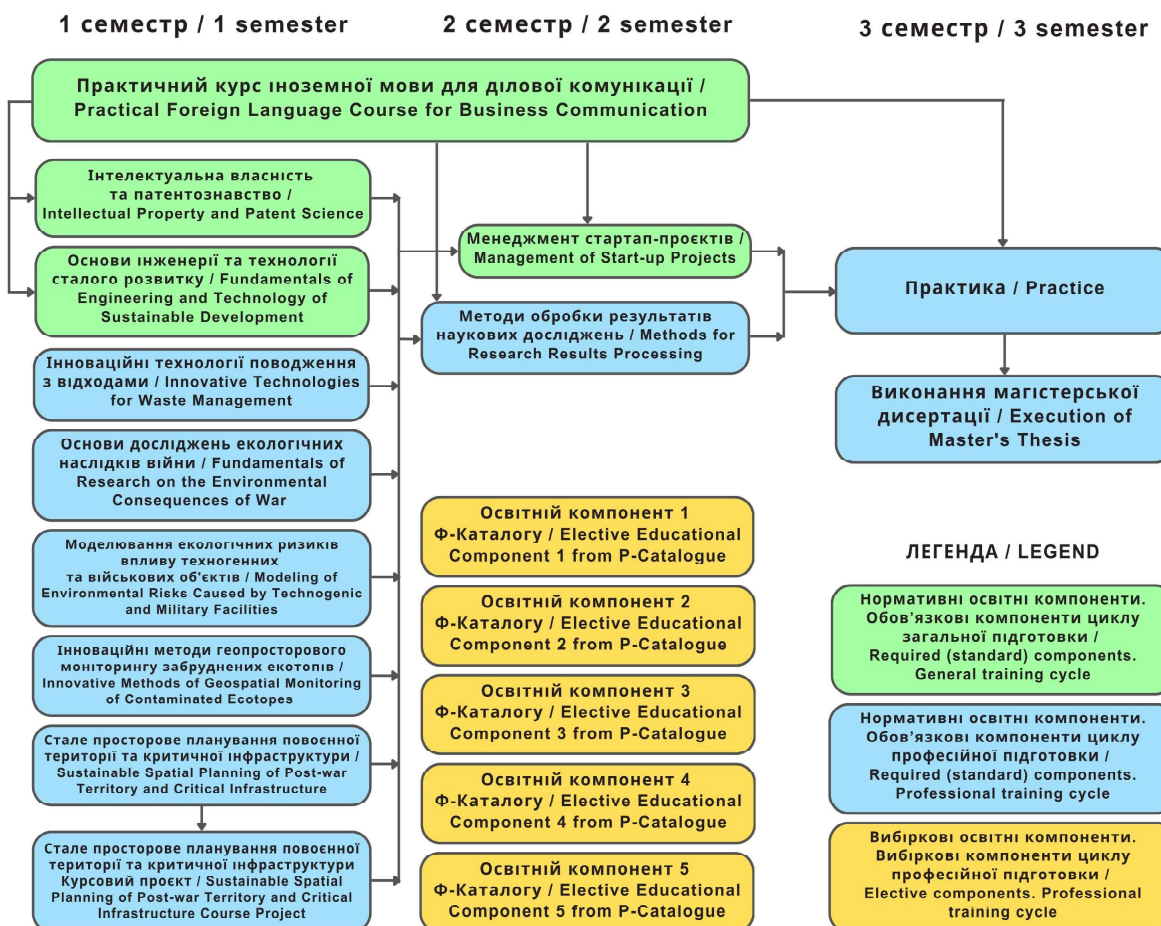 1 семестр / 1 semester
2 семестр / 2 semester
3 семестр / 3 semester
Практичний курс іноземної мови для ділової комунікації /
Practical Foreign Language Course for Business Communication
Інтелектуальна власність
та патентознавство /
Intellectual Property and Patent Science
Основи інженерії та технології
сталого розвитку / Fundamentals of
Engineering and Technology of
Sustainable Development
Інноваційні технології поводження
з відходами / Innovative Technologies
for Waste Management
Основи досліджень екологічних
наслідків війни / Fundamentals of
Research on the Environmental
Consequences of War
Моделювання екологічних ризиків
впливу техногенних
та військових об'єктів / Modeling of
Environmental Risks Caused by Technogenic
and Military Facilities
Інноваційні методи геопросторового
моніторингу забруднених екотопів /
Innovative Methods of Geospatial Monitoring
of Contaminated Ecotopes
Стале просторове планування повоєнної
території та критичної інфраструктури /
Sustainable Spatial Planning of Post-war
Territory and Critical Infrastructure
Стале просторове планування повоєнної
території та критичної інфраструктури
Курсовий проєкт / Sustainable Spatial
Planning of Post-war Territory and Critical
Infrastructure Course Project
Менеджмент стартап-проєктів /
Management of Start-up Projects
Методи обробки результатів
наукових досліджень / Methods for
Research Results Processing
Освітній компонент 1
Ф-Каталогу / Elective Educational
Component 1 from P-Catalogue
Освітній компонент 2
Ф-Каталогу / Elective Educational
Component 2 from P-Catalogue
Освітній компонент 3
Ф-Каталогу / Elective Educational
Component 3 from P-Catalogue
Освітній компонент 4
Ф-Каталогу / Elective Educational
Component 4 from P-Catalogue
Освітній компонент 5
Ф-Каталогу / Elective Educational
Component 5 from P-Catalogue
Практика / Practice
Виконання магістерської
дисертації / Execution of
Master's Thesis
ЛЕГЕНДА / LEGEND
Нормативні освітні компоненти.
Обов’язкові компоненти циклу
загальної підготовки /
Required (standard) components.
General training cycle
Нормативні освітні компоненти.
Обов’язкові компоненти циклу
професійної підготовки /
Required (standard) components.
Professional training cycle
Вибіркові освітні компоненти.
Вибіркові компоненти циклу
професійної підготовки /
Elective components. Professional
training cycle